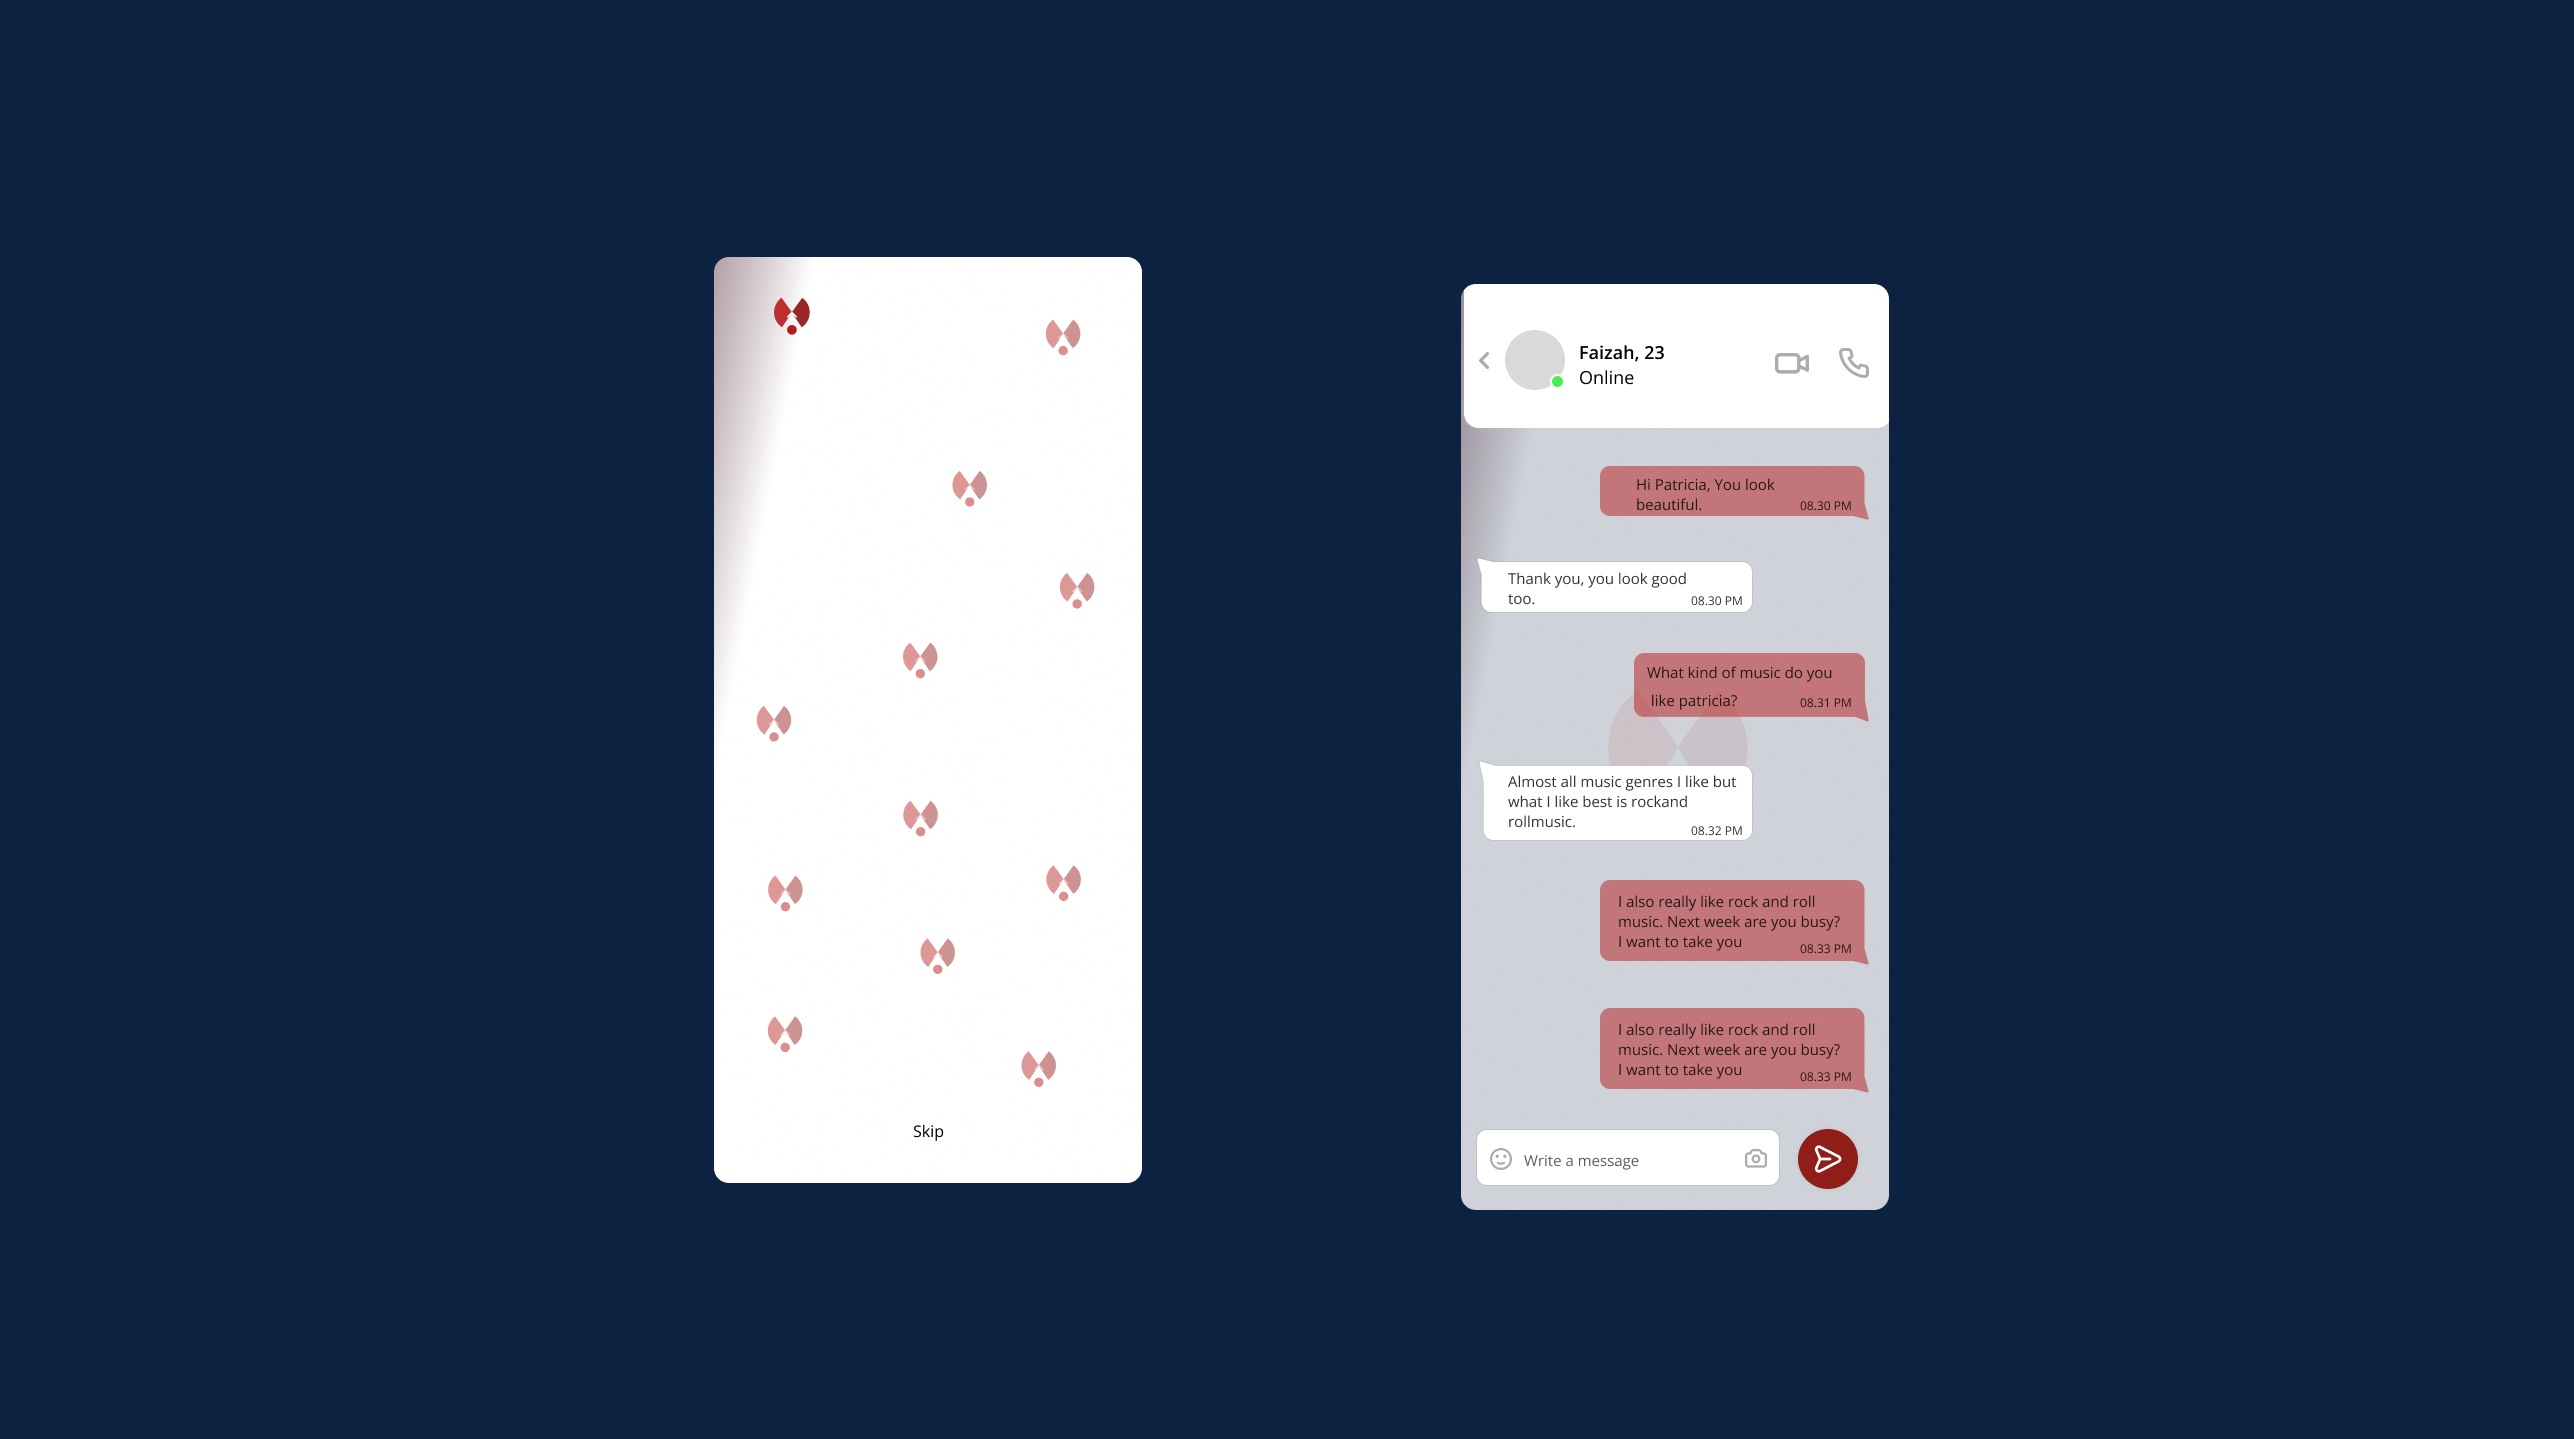 Skip
Faizah, 23
Online
Hi Patricia, You look
beautiful.
08.30 PM
Thank you, you look good
too.
08.30 PM
What kind of music do you
like patricia?
08.31 PM
Almost all music genres I like but
what I like best is rockand
rollmusic.
08.32 PM
I also really like rock and roll
music. Next week are you busy?
I want to take you
08.33 PM
I also really like rock and roll
music. Next week are you busy?
I want to take you
08.33 PM
Write a message